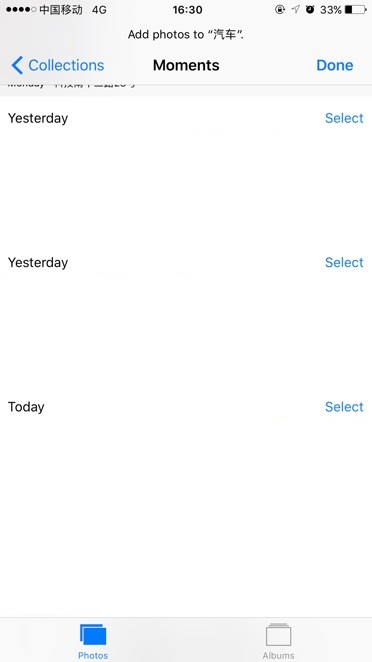 中国移动 4G 16:30 33%
Add photos to “汽车”.
Collections Moments Done
Yesterday Select
Yesterday Select
Today Select
Photos Albums